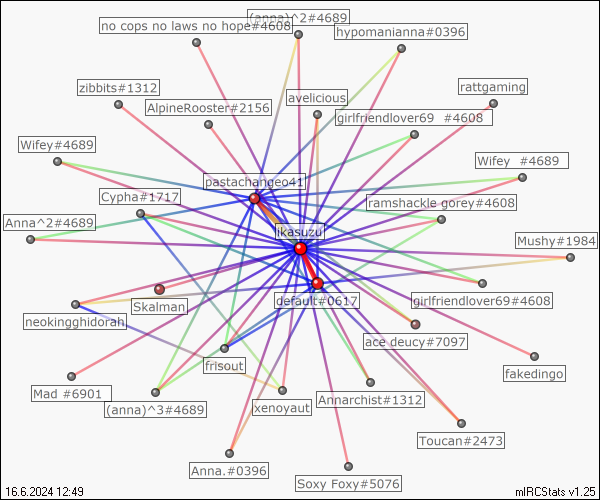 (anna)^2#4689
no cops no laws no hope#4608
hypomanianna#0396
zibbits#1312
rattgaming
AlpineRooster#2156
avelicious
girlfriendlover69 #4608
Wifey#4689
Wifey #4689
pastachangeo41
Cypha#1717
ramshackle gorey#4608
Anna^2#4689
ikasuzu
Mushy#1984
default#0617
girlfriendlover69#4608
Skalman
neokingghidorah
ace deucy#7097
frisout
fakedingo
Mad #6901
(anna)^3#4689
xenoyaut
Annarchist#1312
Toucan#2473
Anna.#0396
Soxy Foxy#5076
16.6.2024 12:49
mIRCStats v1.25